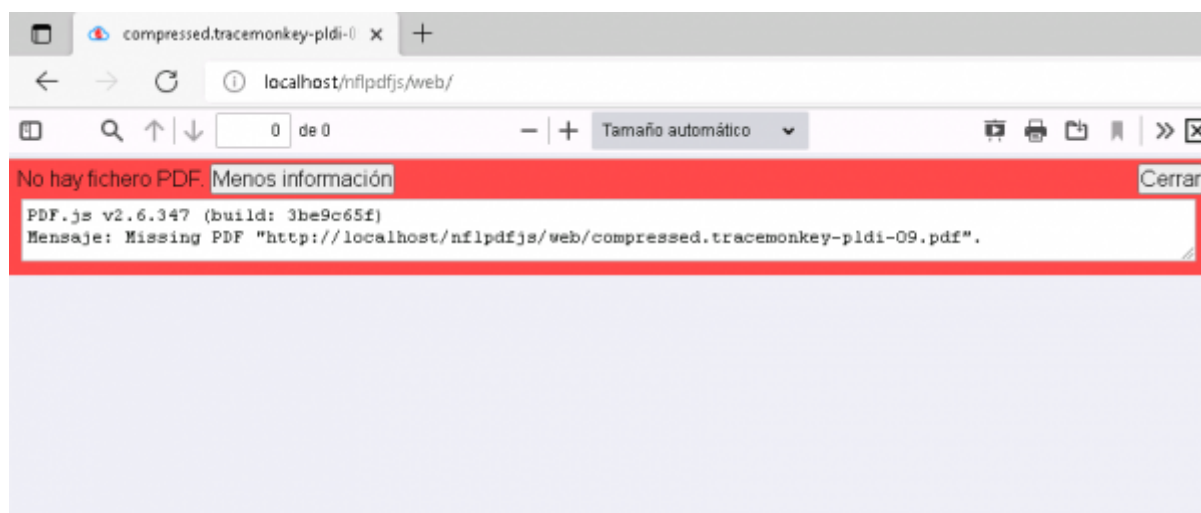 compressed.tracemonkey-pldi-0
localhost/nflpdfjs/web/
0 de 0 Tamaño automático
No hay fichero PDF. Menos información Cerrar
PDF.js v2.6.347 (build: 3be9c65f)
Mensaje: Missing PDF "http://localhost/nflpdfjs/web/compressed.tracemonkey-pldi-09.pdf".